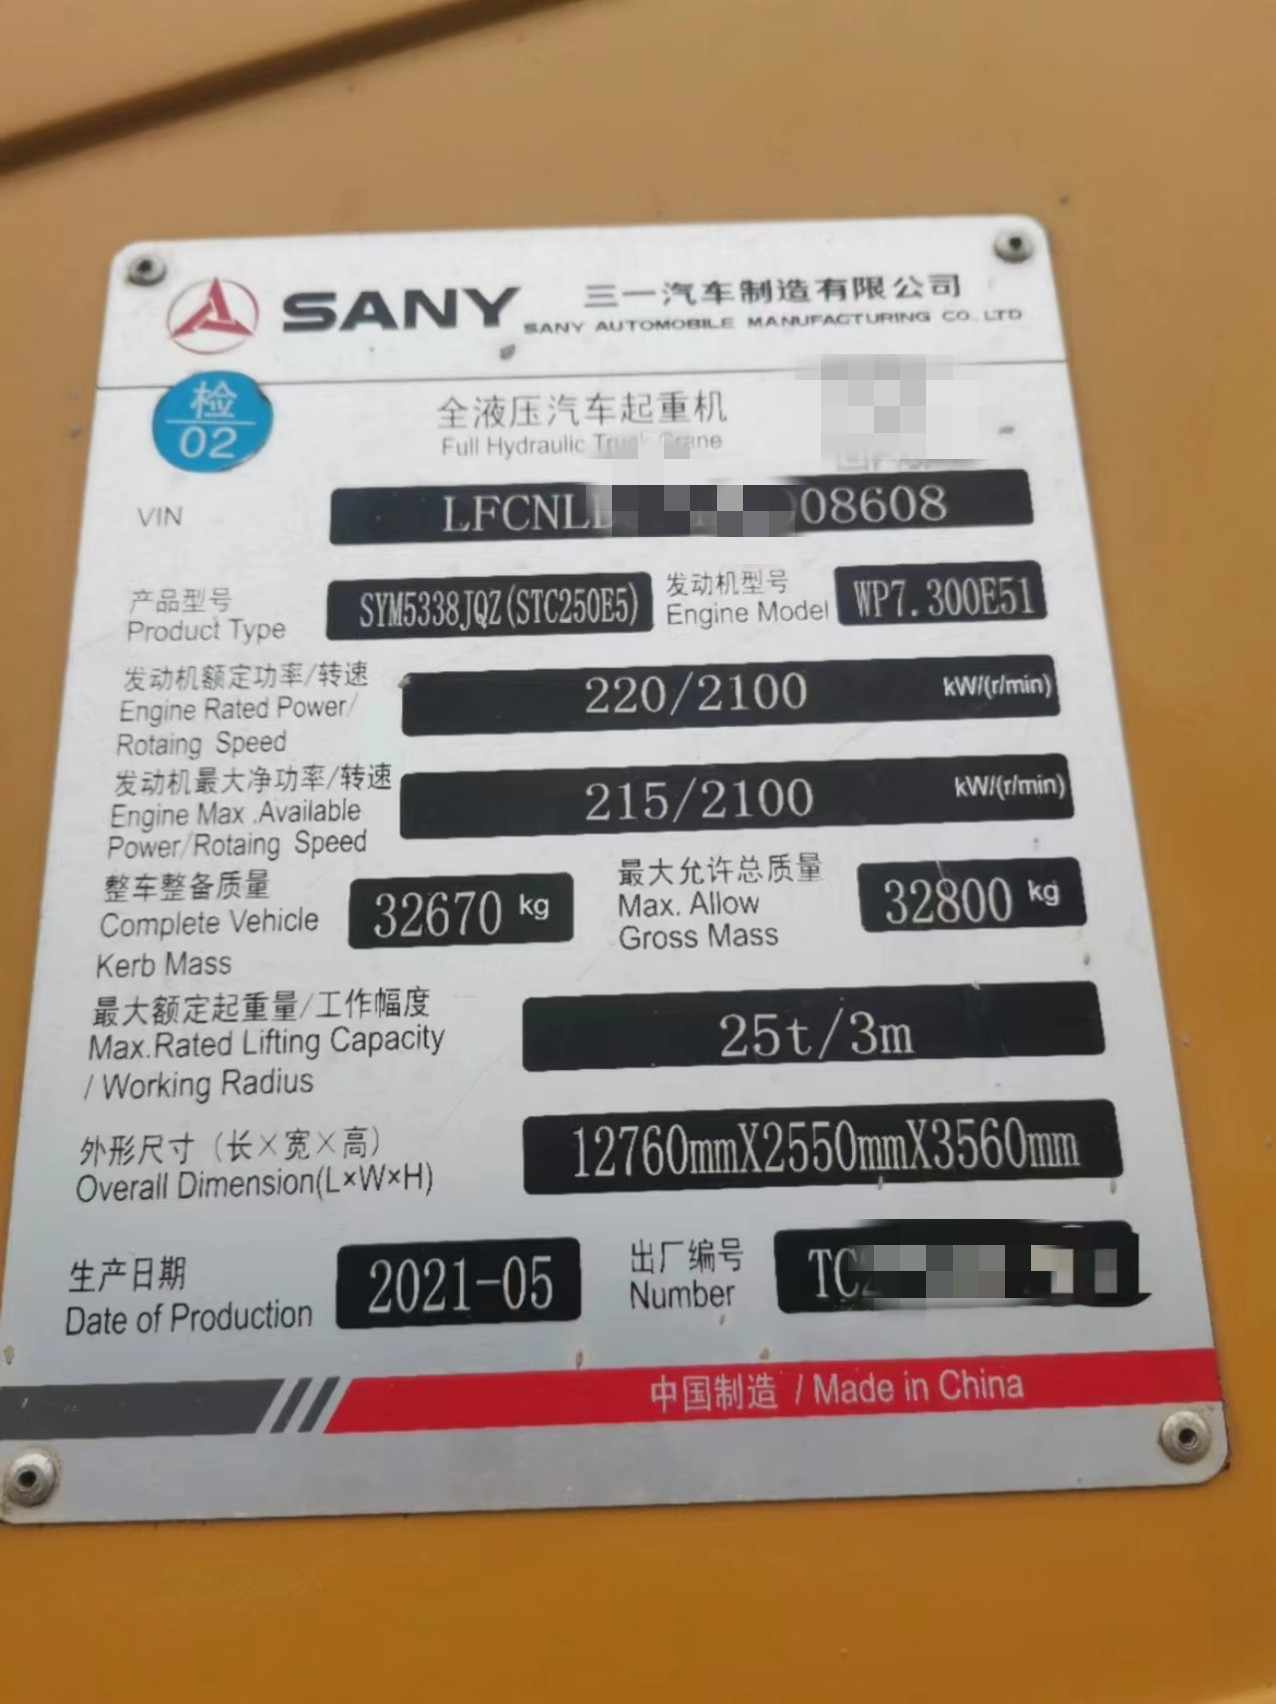 SANY 三一汽车制造有限公司
SANY AUTOMOBILE MANUFACTURING CO.,LTD
检
02
全液压汽车起重机
Full Hydraulic Truck Crane
VIN LFCNL 08608
产品型号
Product Type
SYM5338JQZ(STC250E5)
发动机型号
Engine Model
WP7.300E51
发动机额定功率/转速
Engine Rated Power/
Rotaing Speed
220/2100 kW/(r/min)
发动机最大净功率/转速
Engine Max .Available
Power/Rotaing Speed
215/2100 kW/(r/min)
整车整备质量
Complete Vehicle
Kerb Mass
32670 kg
最大允许总质量
Max. Allow
Gross Mass
32800 kg
最大额定起重量/工作幅度
Max.Rated Lifting Capacity
/ Working Radius
25t/3m
外形尺寸 (长×宽×高)
Overall Dimension(L×W×H)
12760mmX2550mmX3560mm
生产日期
Date of Production
2021-05
出厂编号
Number
TC
中国制造 / Made in China